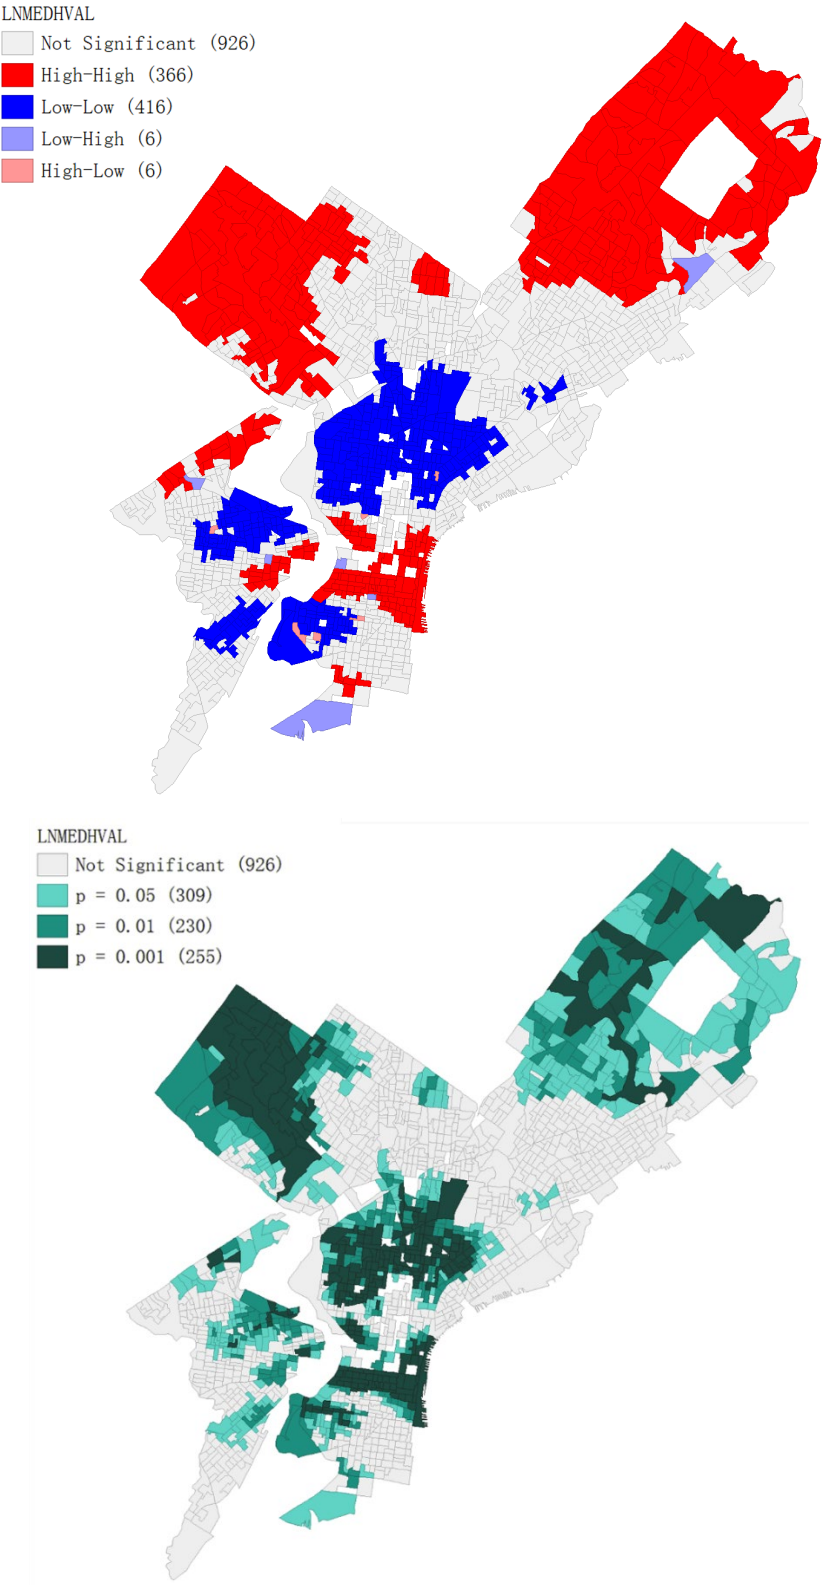 LNMEDHVAL
Not Significant (926)
High-High (366)
Low-Low (416)
Low-High (6)
High-Low (6)
LNMEDHVAL
Not Significant (926)
p = 0.05 (309)
p = 0.01 (230)
p = 0.001 (255)